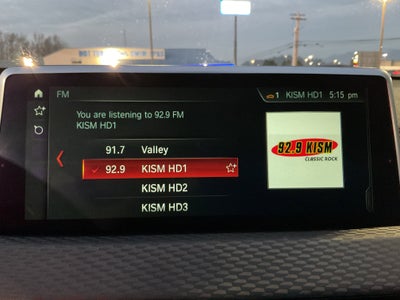 FM
1 KISM HD1 5:15 pm
You are listening to 92.9 FM
KISM HD1
91.7 Valley
92.9 KISM HD1
KISM HD2
KISM HD3
92.9 KISM
CLASSIC ROCK